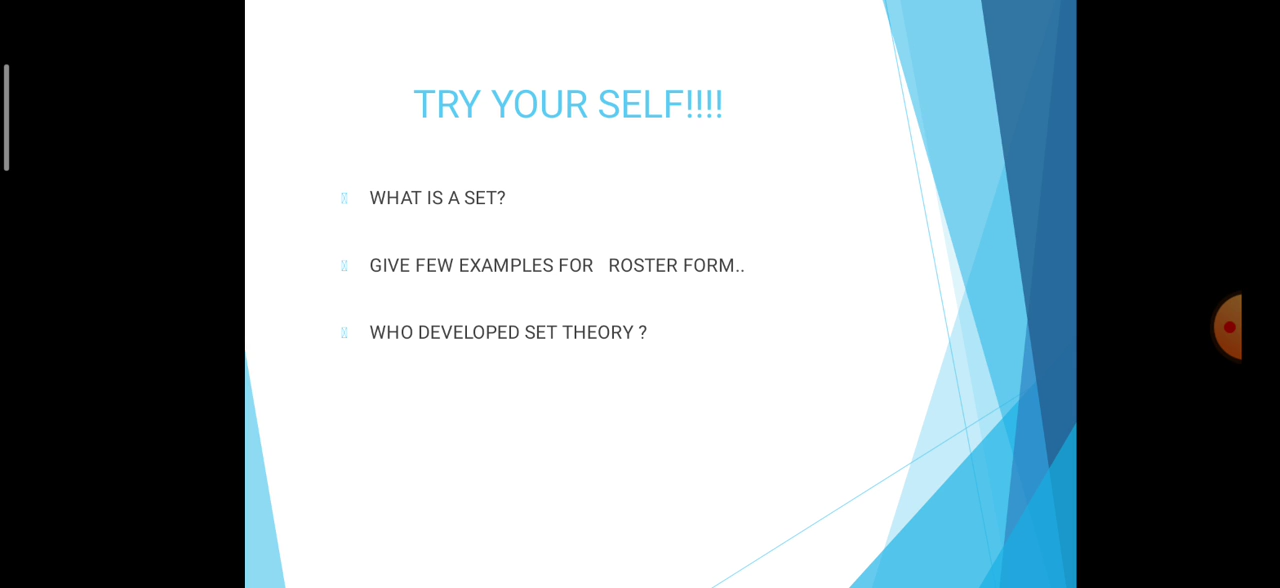 TRY YOUR SELF!!!!
WHAT IS A SET?
GIVE FEW EXAMPLES FOR ROSTER FORM..
WHO DEVELOPED SET THEORY ?